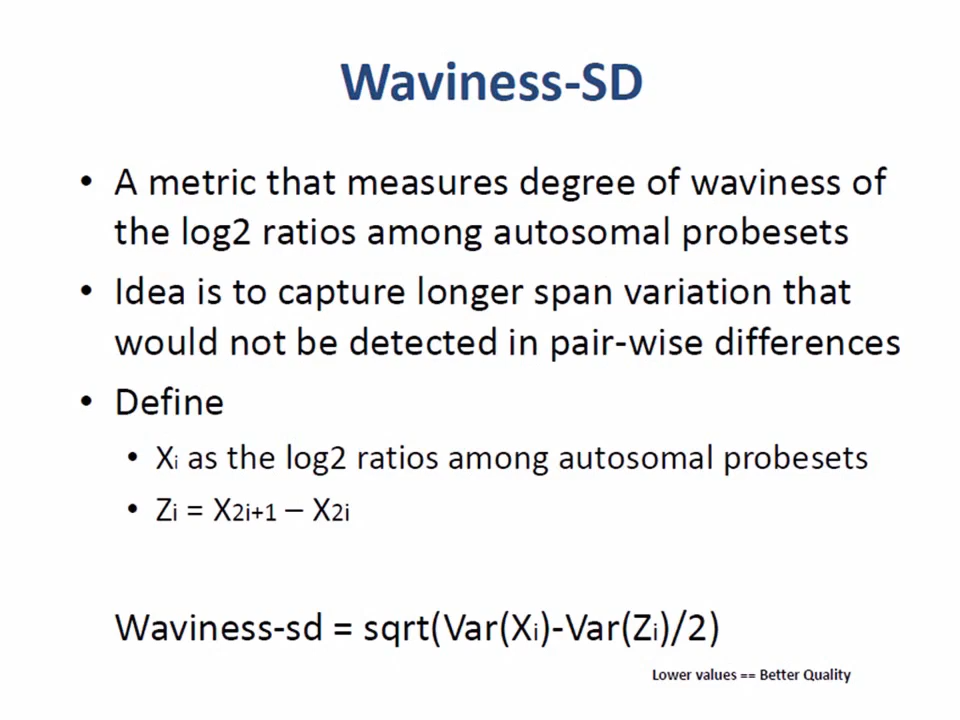 Waviness-SD
• A metric that measures degree of waviness of
the log2 ratios among autosomal probesets
• Idea is to capture longer span variation that
would not be detected in pair-wise differences
• Define
• Xi as the log2 ratios among autosomal probesets
• Zi = X2i+1 – X2i
Waviness-sd = sqrt(Var(Xi)-Var(Zi)/2)
Lower values == Better Quality